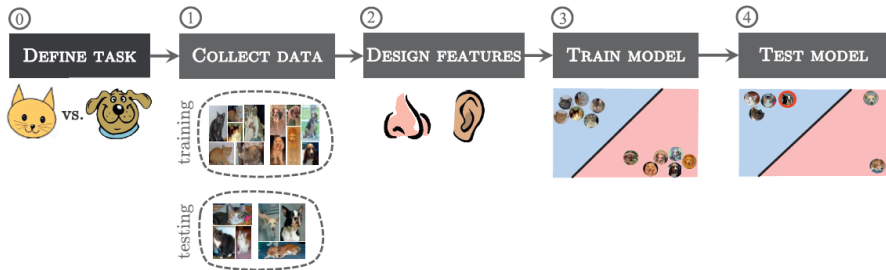 0
1
2
3
4
DEFINE TASK
COLLECT DATA
DESIGN FEATURES
TRAIN MODEL
TEST MODEL
vs.
training
testing